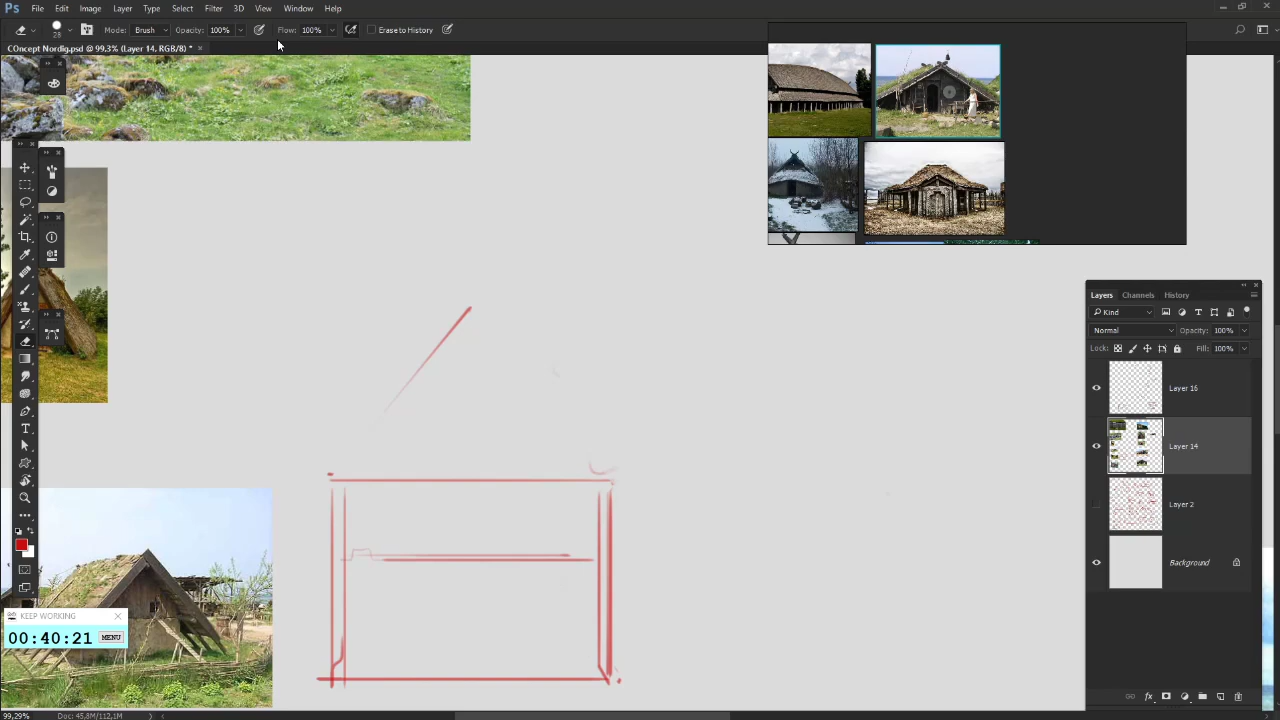 Ps File Edit Image Layer Type Select Filter 3D View Window Help
28 Mode: Brush Opacity: 100% Flow: 100% Erase to History
COncept Nordig.psd @ 99,3% (Layer 14, RGB/8) *
Layers Channels History
Kind
Normal Opacity: 100%
Lock: Fill: 100%
Layer 16
Layer 14
Layer 2
Background
KEEP WORKING
00:40:21 MENU
99,29% Doc: 45,8M/112,1M